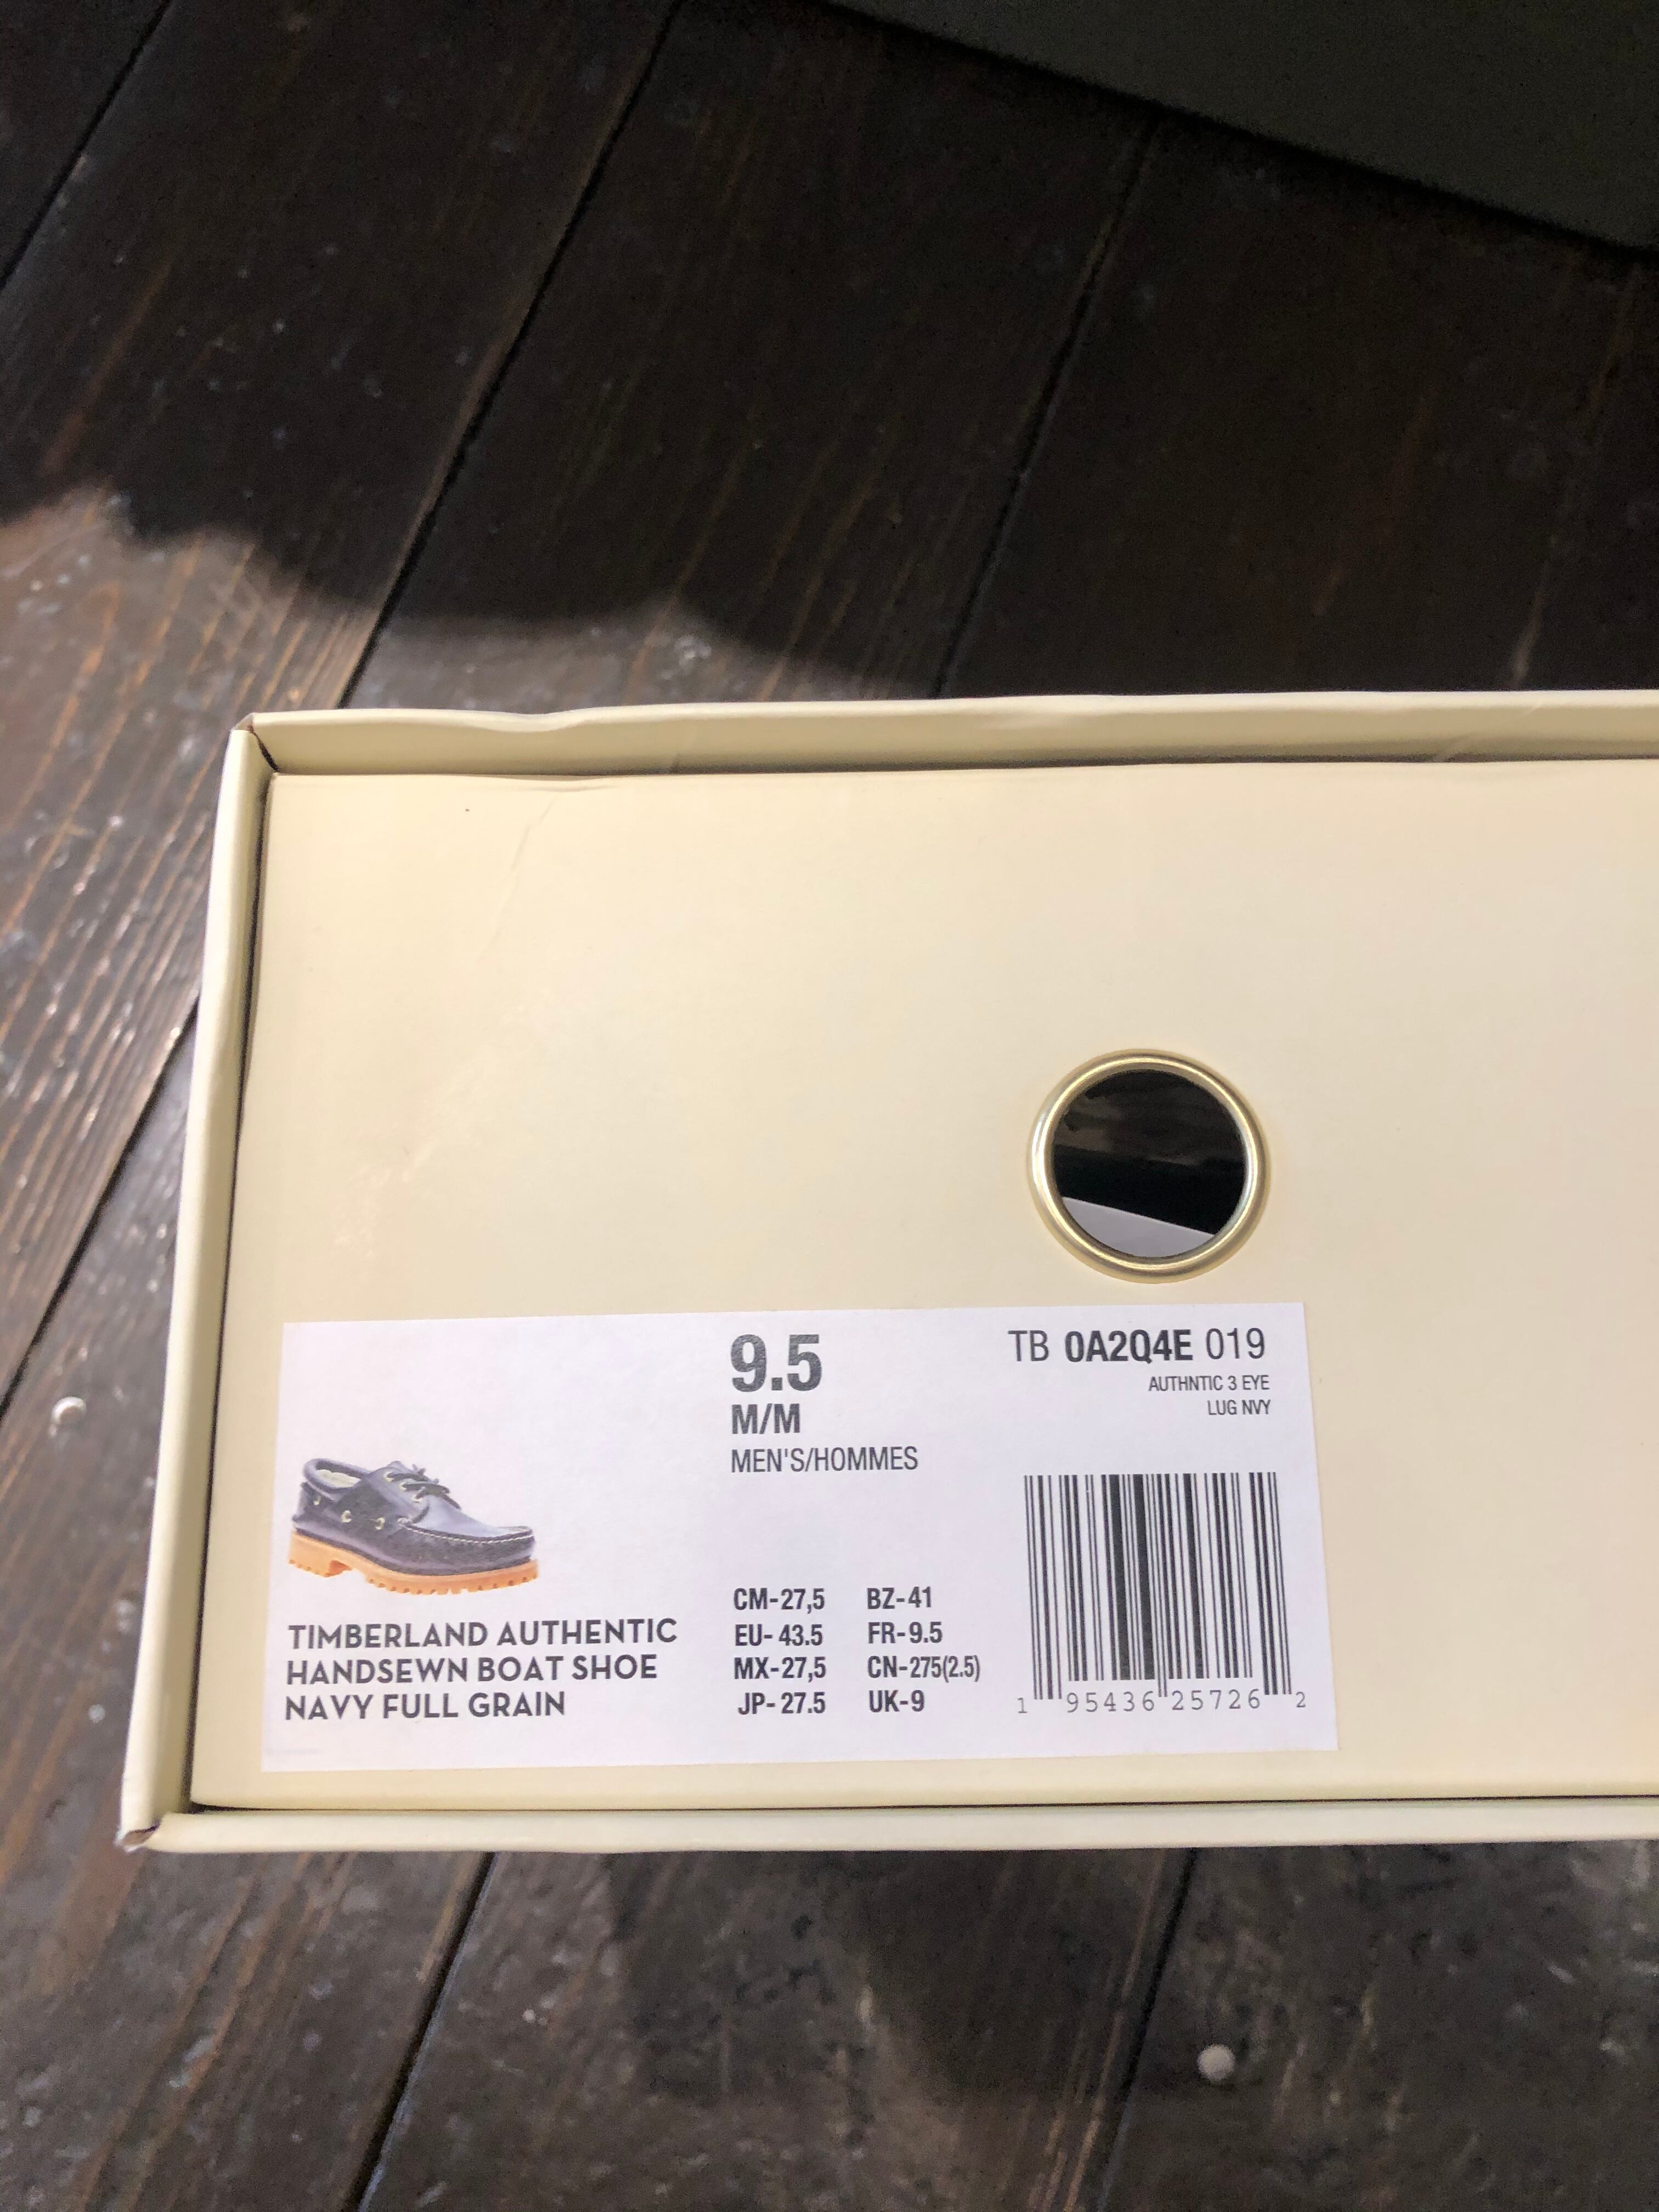 9.5
M/M
MEN'S/HOMMES
TB 0A2Q4E 019
AUTHNTIC 3 EYE
LUG NVY
TIMBERLAND AUTHENTIC
HANDSEWN BOAT SHOE
NAVY FULL GRAIN
CM-27,5 BZ-41
EU-43.5 FR-9.5
MX-27,5 CN-275(2.5)
JP-27.5 UK-9
1 95436 25726 2